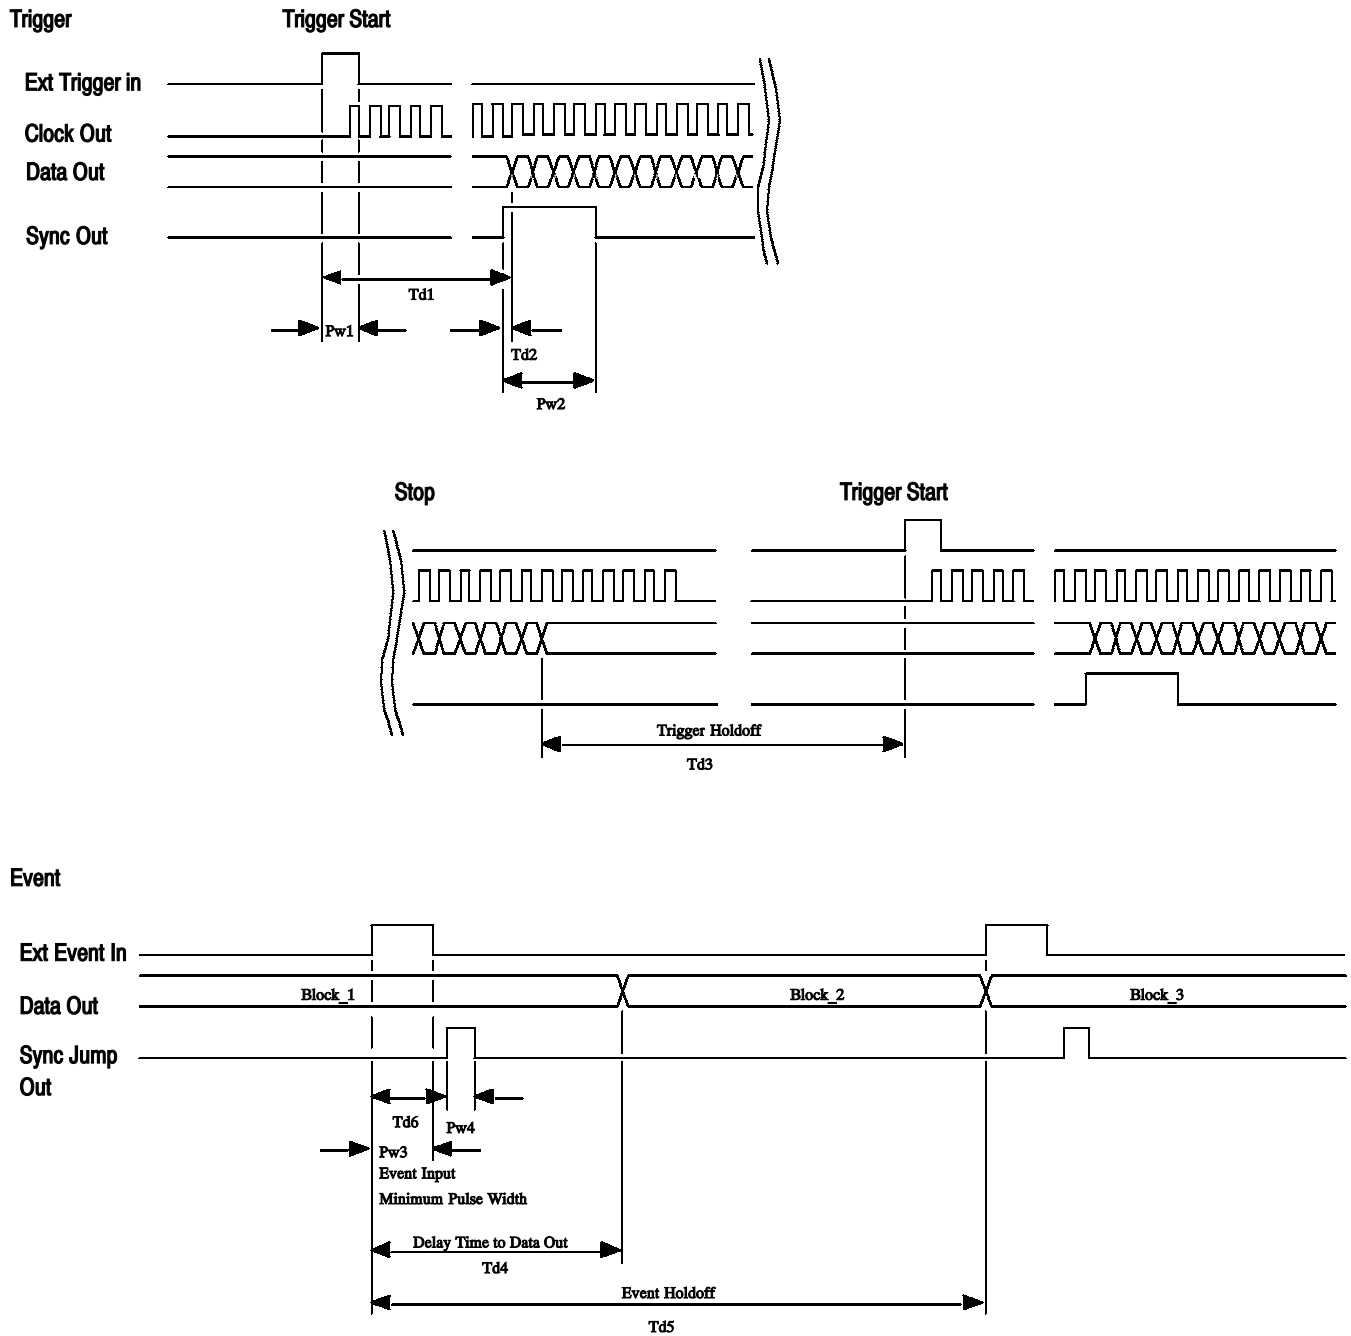 Trigger
Trigger Start
Ext Trigger in
Clock Out
Data Out
Sync Out
Td1
Pw1
Td2
Pw2
Stop
Trigger Start
Trigger Holdoff
Td3
Event
Ext Event In
Data Out
Block_1
Block_2
Block_3
Sync Jump
Out
Td6
Pw4
Pw3
Event Input
Minimum Pulse Width
Delay Time to Data Out
Td4
Event Holdoff
Td5